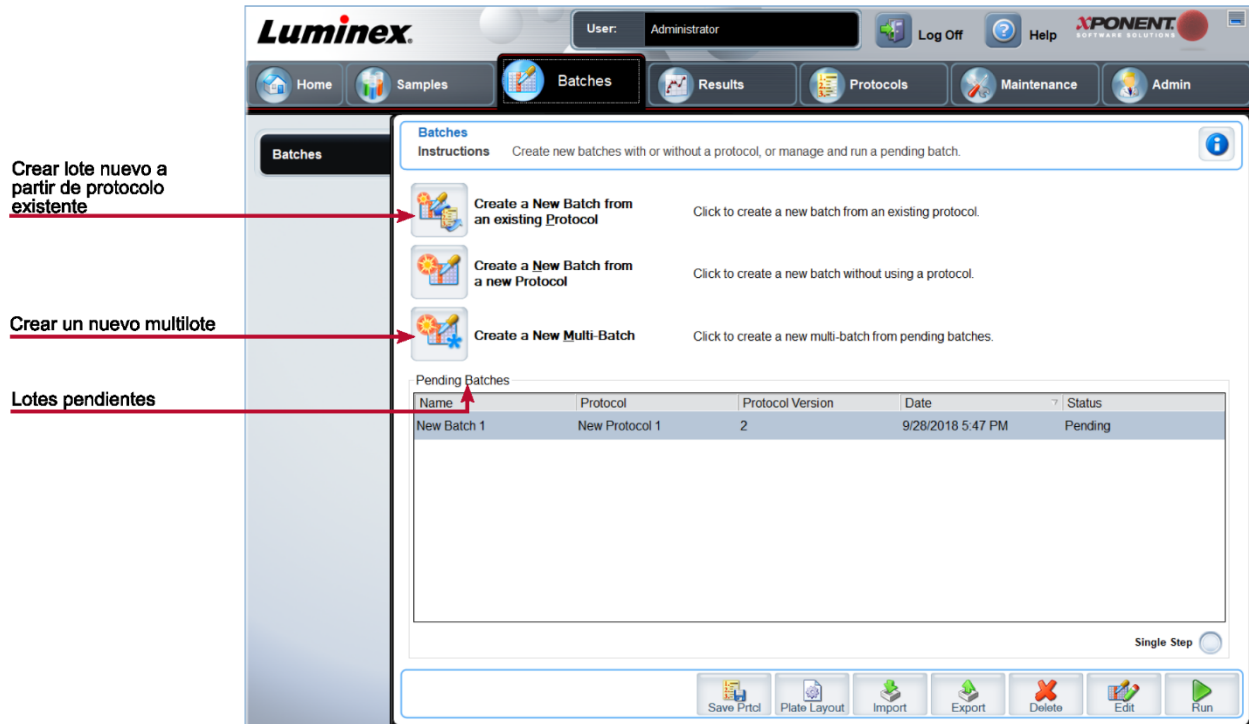 Luminex.
User: Administrator
Log Off
Help
XPONENT.
SOFTWARE SOLUTIONS
Home
Samples
Batches
Results
Protocols
Maintenance
Admin
Batches
Batches
Instructions Create new batches with or without a protocol, or manage and run a pending batch.
Crear lote nuevo a
partir de protocolo
existente
Create a New Batch from
an existing Protocol
Click to create a new batch from an existing protocol.
Create a New Batch from
a new Protocol
Click to create a new batch without using a protocol.
Crear un nuevo multilote
Create a New Multi-Batch
Click to create a new multi-batch from pending batches.
Lotes pendientes
Pending Batches
Name Protocol Protocol Version Date Status
New Batch 1 New Protocol 1 2 9/28/2018 5:47 PM Pending
Single Step
Save Prtcl
Plate Layout
Import
Export
Delete
Edit
Run